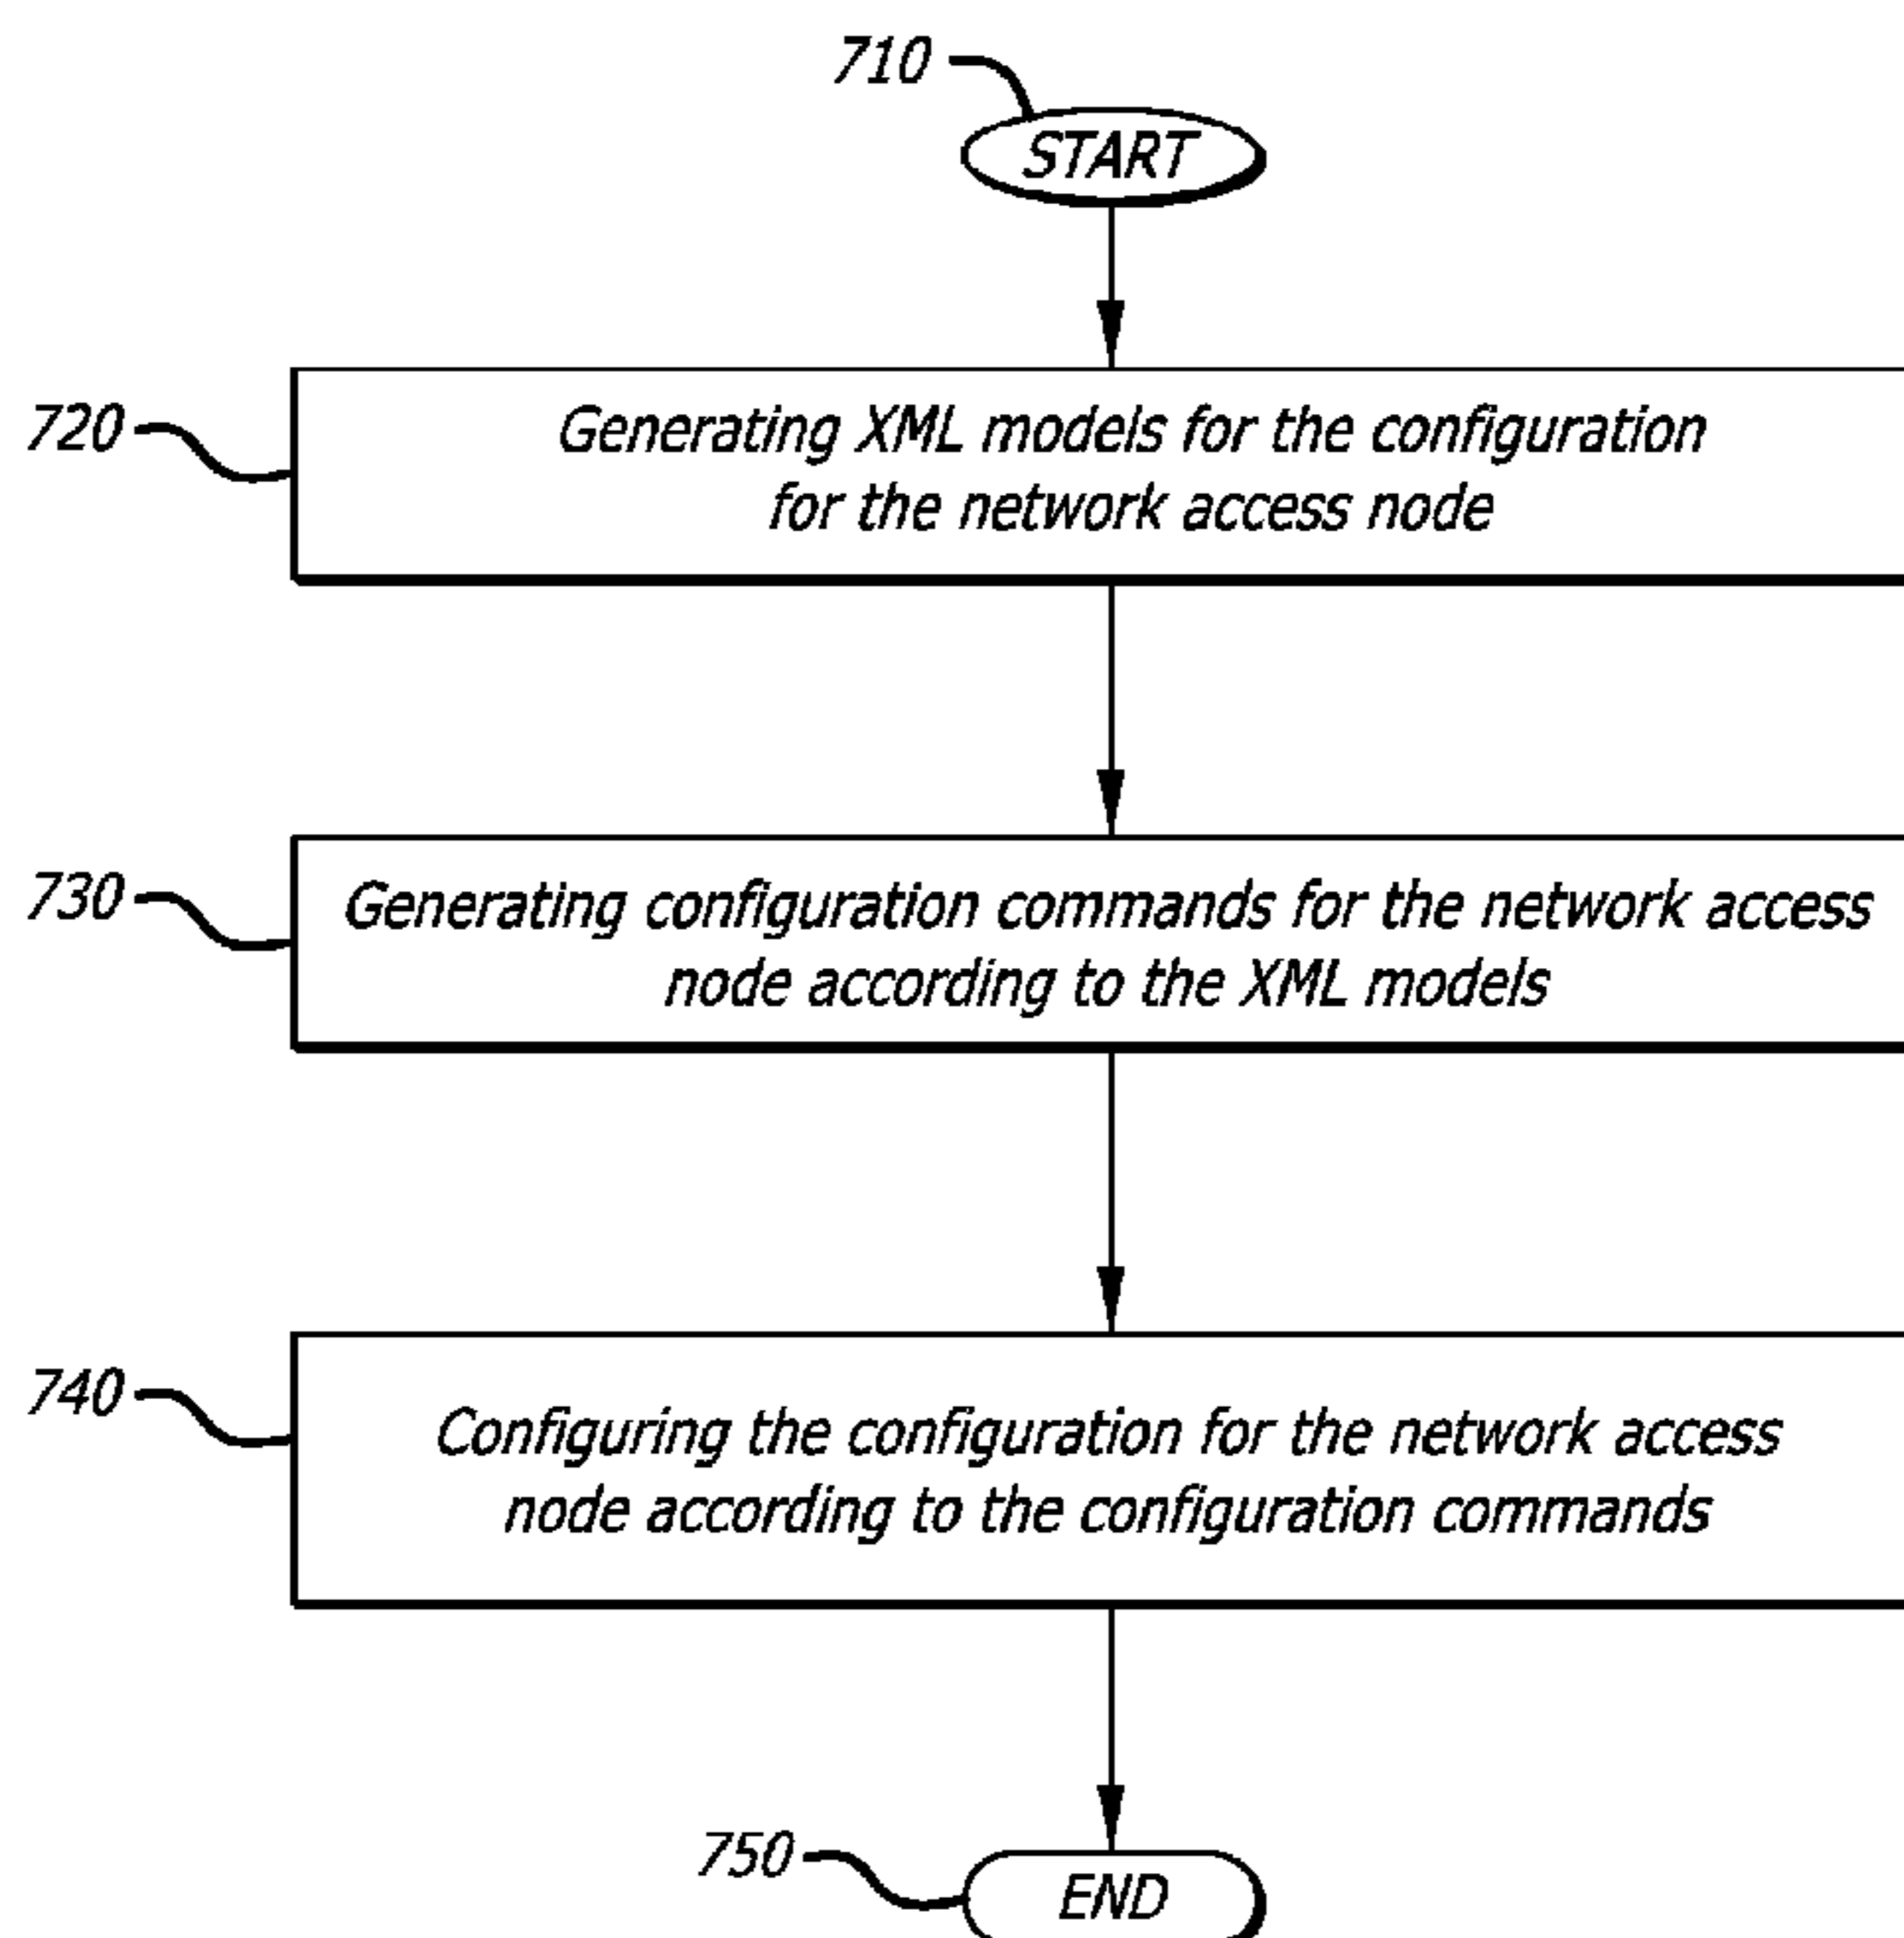 710
START
720
Generating XML models for the configuration
for the network access node
730
Generating configuration commands for the network access
node according to the XML models
740
Configuring the configuration for the network access
node according to the configuration commands
750
END